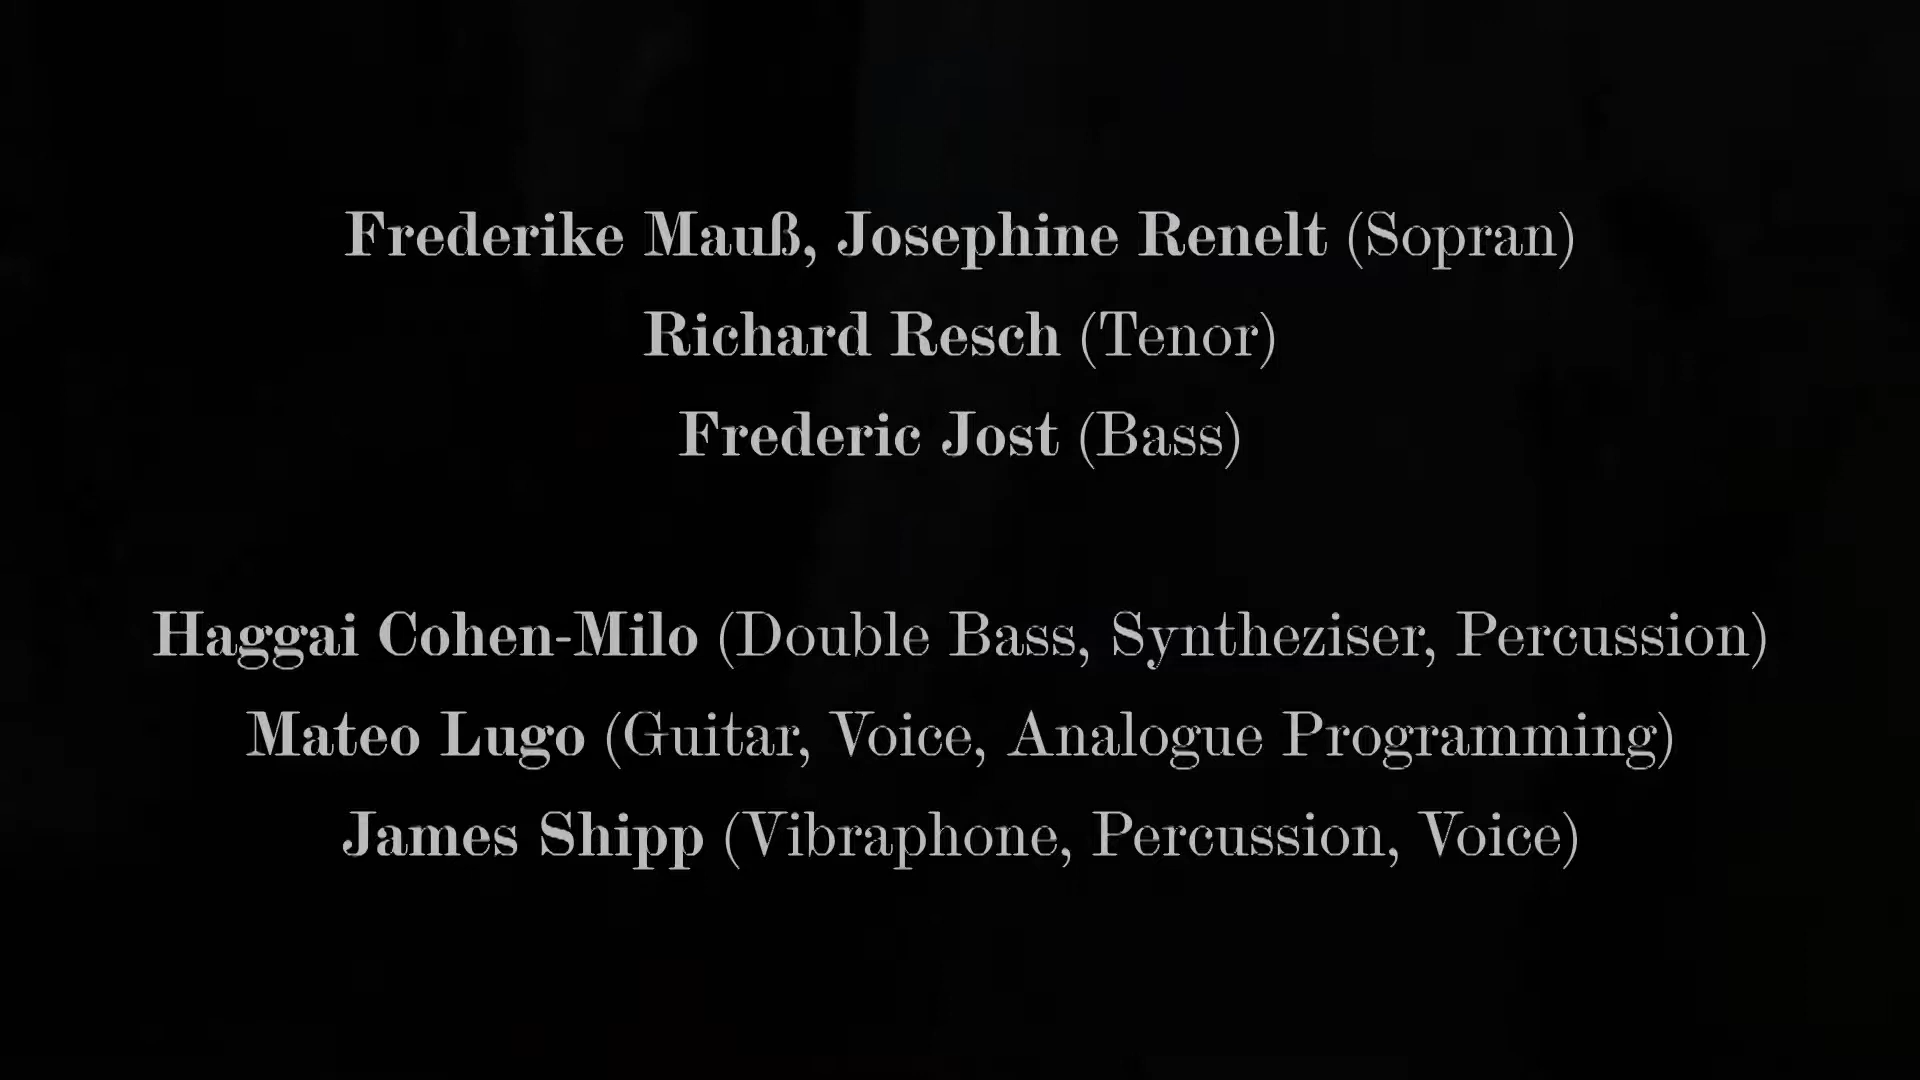 Frederike Mauß, Josephine Renelt (Sopran)
Richard Resch (Tenor)
Frederic Jost (Bass)
Haggai Cohen-Milo (Double Bass, Syntheziser, Percussion)
Mateo Lugo (Guitar, Voice, Analogue Programming)
James Shipp (Vibraphone, Percussion, Voice)